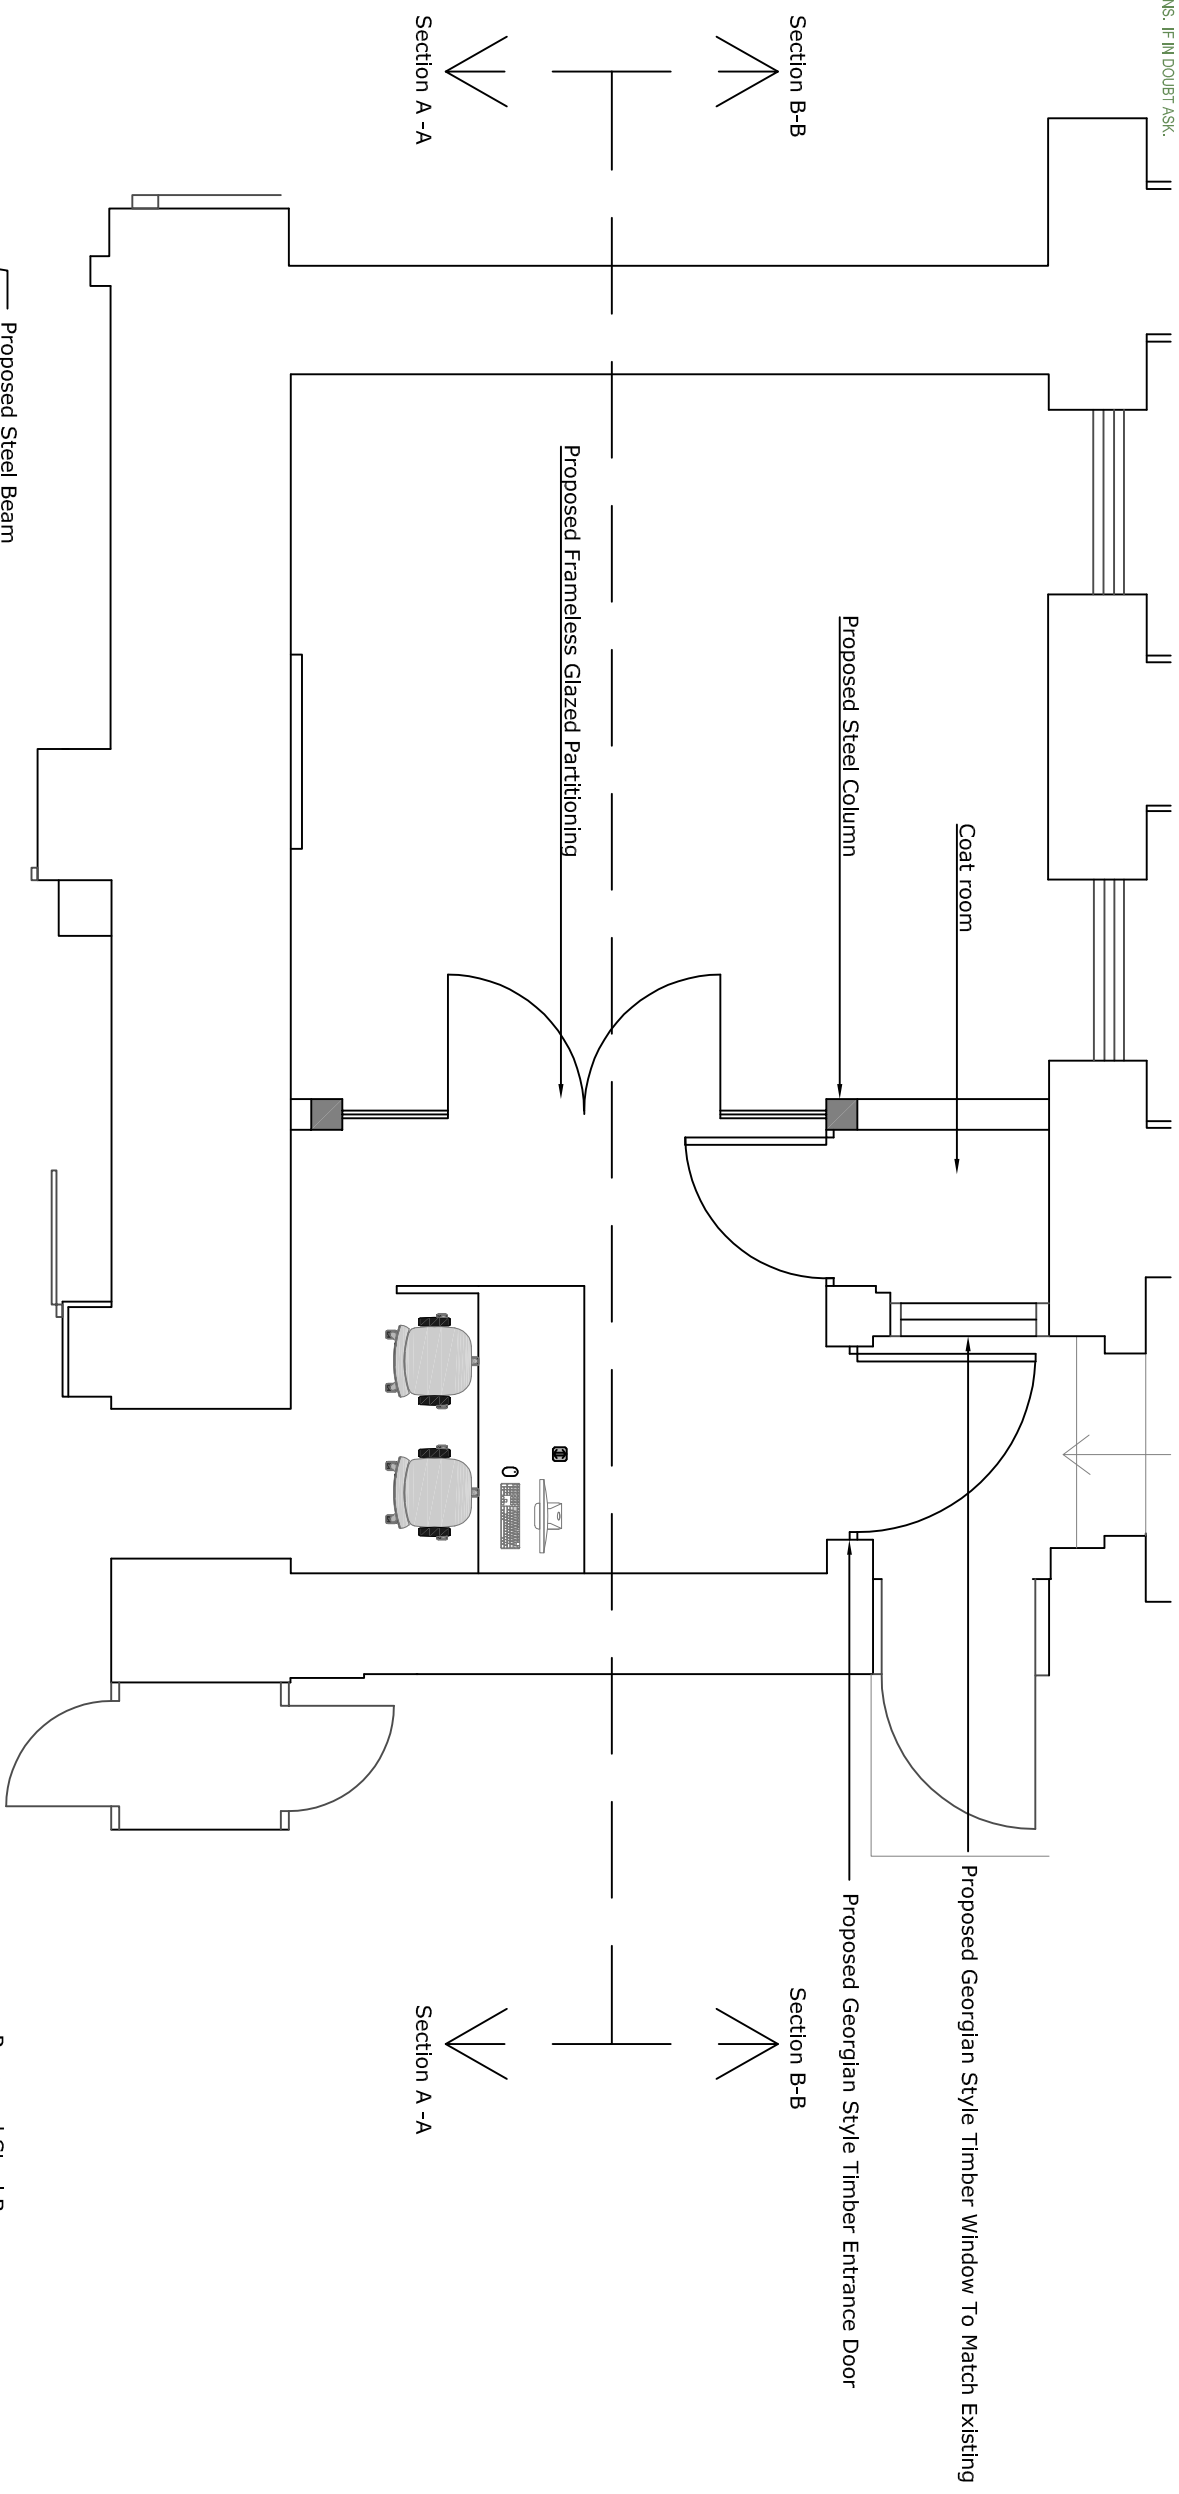 NS. IF IN DOUBT ASK.
Section B-B
Section A -A
Coat room
Proposed Steel Column
Proposed Frameless Glazed Partitioning
Proposed Steel Beam
Proposed Georgian Style Timber Window To Match Existing
Proposed Georgian Style Timber Entrance Door
Section B-B
Section A -A